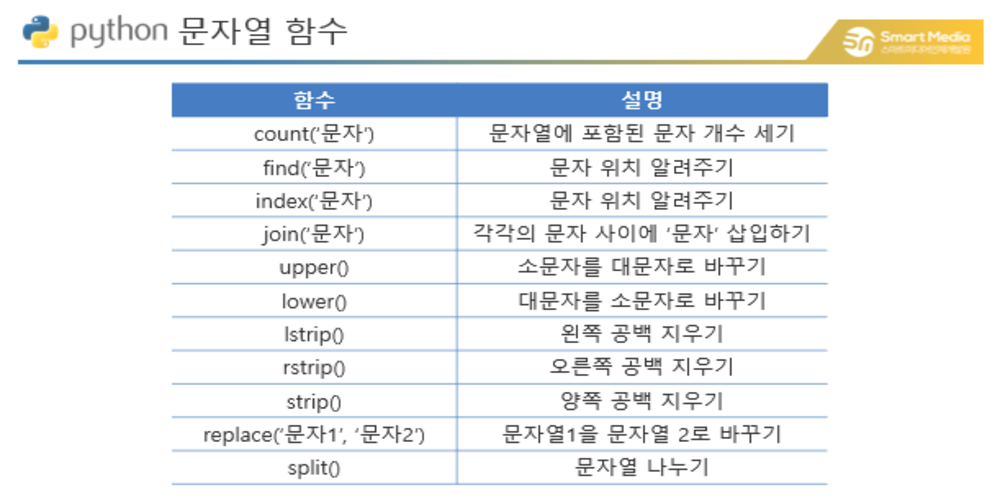 python 문자열 함수
Smart Media
스마트미디어인재개발원
함수 설명
count(‘문자‘) 문자열에 포함된 문자 개수 세기
find(‘문자‘) 문자 위치 알려주기
index(‘문자‘) 문자 위치 알려주기
join(‘문자‘) 각각의 문자 사이에 ‘문자’ 삽입하기
upper() 소문자를 대문자로 바꾸기
lower() 대문자를 소문자로 바꾸기
lstrip() 왼쪽 공백 지우기
rstrip() 오른쪽 공백 지우기
strip() 양쪽 공백 지우기
replace(‘문자1’, ‘문자2’) 문자열1을 문자열 2로 바꾸기
split() 문자열 나누기